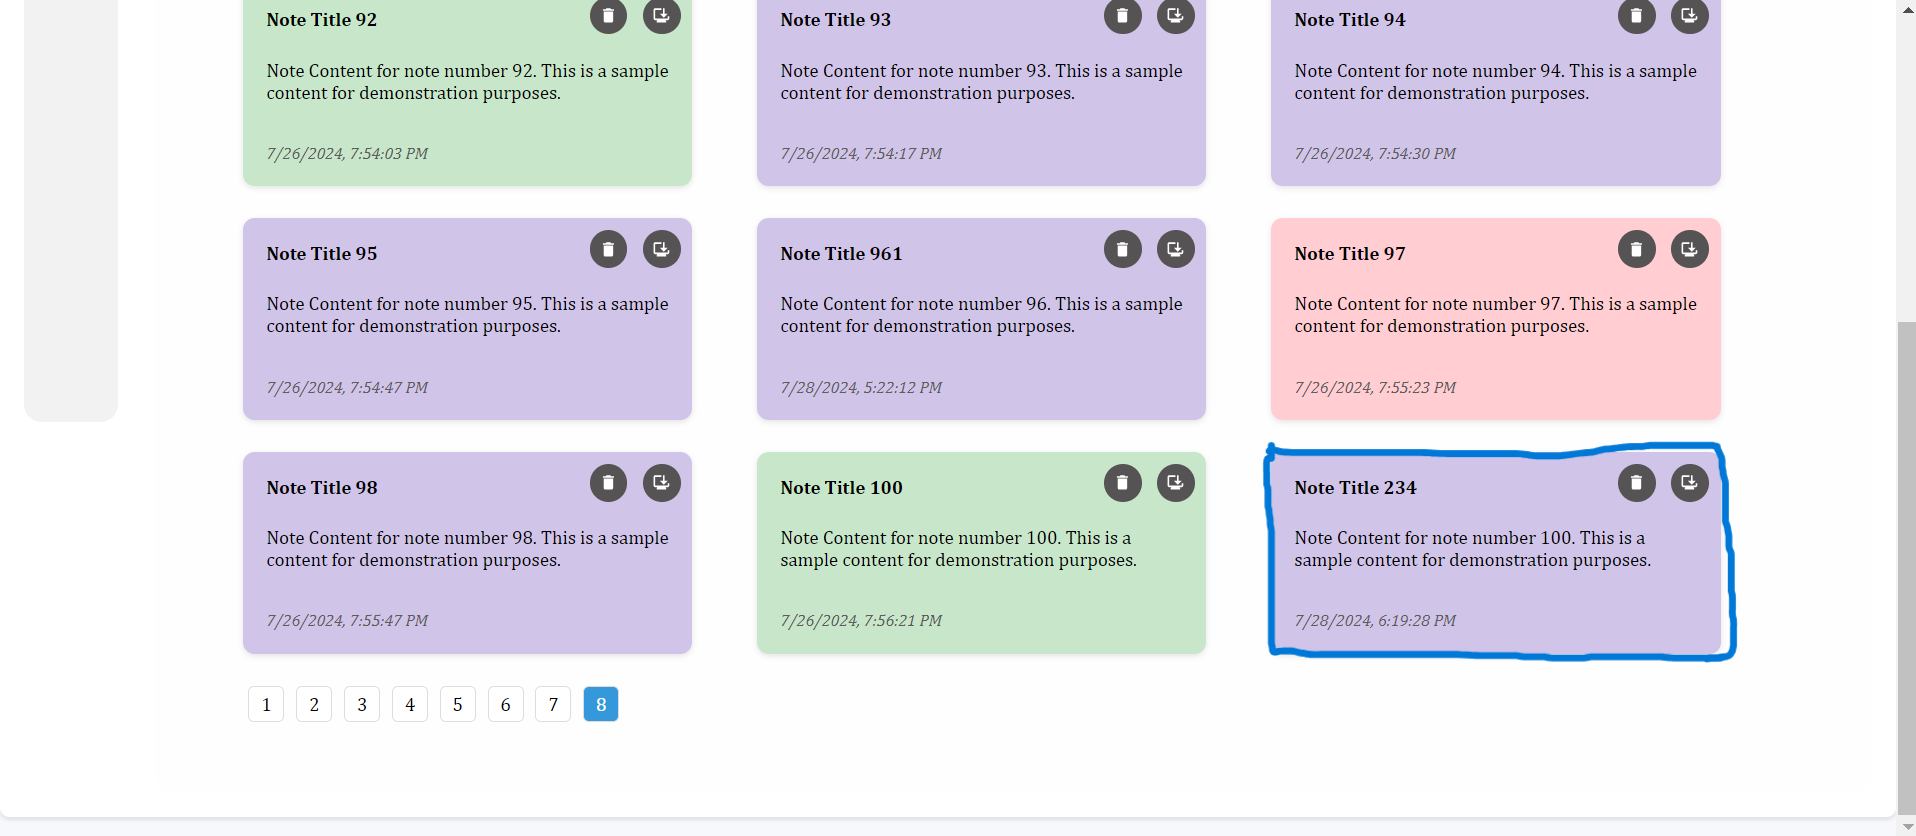 Note Title 92
Note Content for note number 92. This is a sample
content for demonstration purposes.
7/26/2024, 7:54:03 PM
Note Title 93
Note Content for note number 93. This is a sample
content for demonstration purposes.
7/26/2024, 7:54:17 PM
Note Title 94
Note Content for note number 94. This is a sample
content for demonstration purposes.
7/26/2024, 7:54:30 PM
Note Title 95
Note Content for note number 95. This is a sample
content for demonstration purposes.
7/26/2024, 7:54:47 PM
Note Title 961
Note Content for note number 96. This is a sample
content for demonstration purposes.
7/28/2024, 5:22:12 PM
Note Title 97
Note Content for note number 97. This is a sample
content for demonstration purposes.
7/26/2024, 7:55:23 PM
Note Title 98
Note Content for note number 98. This is a sample
content for demonstration purposes.
7/26/2024, 7:55:47 PM
Note Title 100
Note Content for note number 100. This is a
sample content for demonstration purposes.
7/26/2024, 7:56:21 PM
Note Title 234
Note Content for note number 100. This is a
sample content for demonstration purposes.
7/28/2024, 6:19:28 PM
1 2 3 4 5 6 7 8